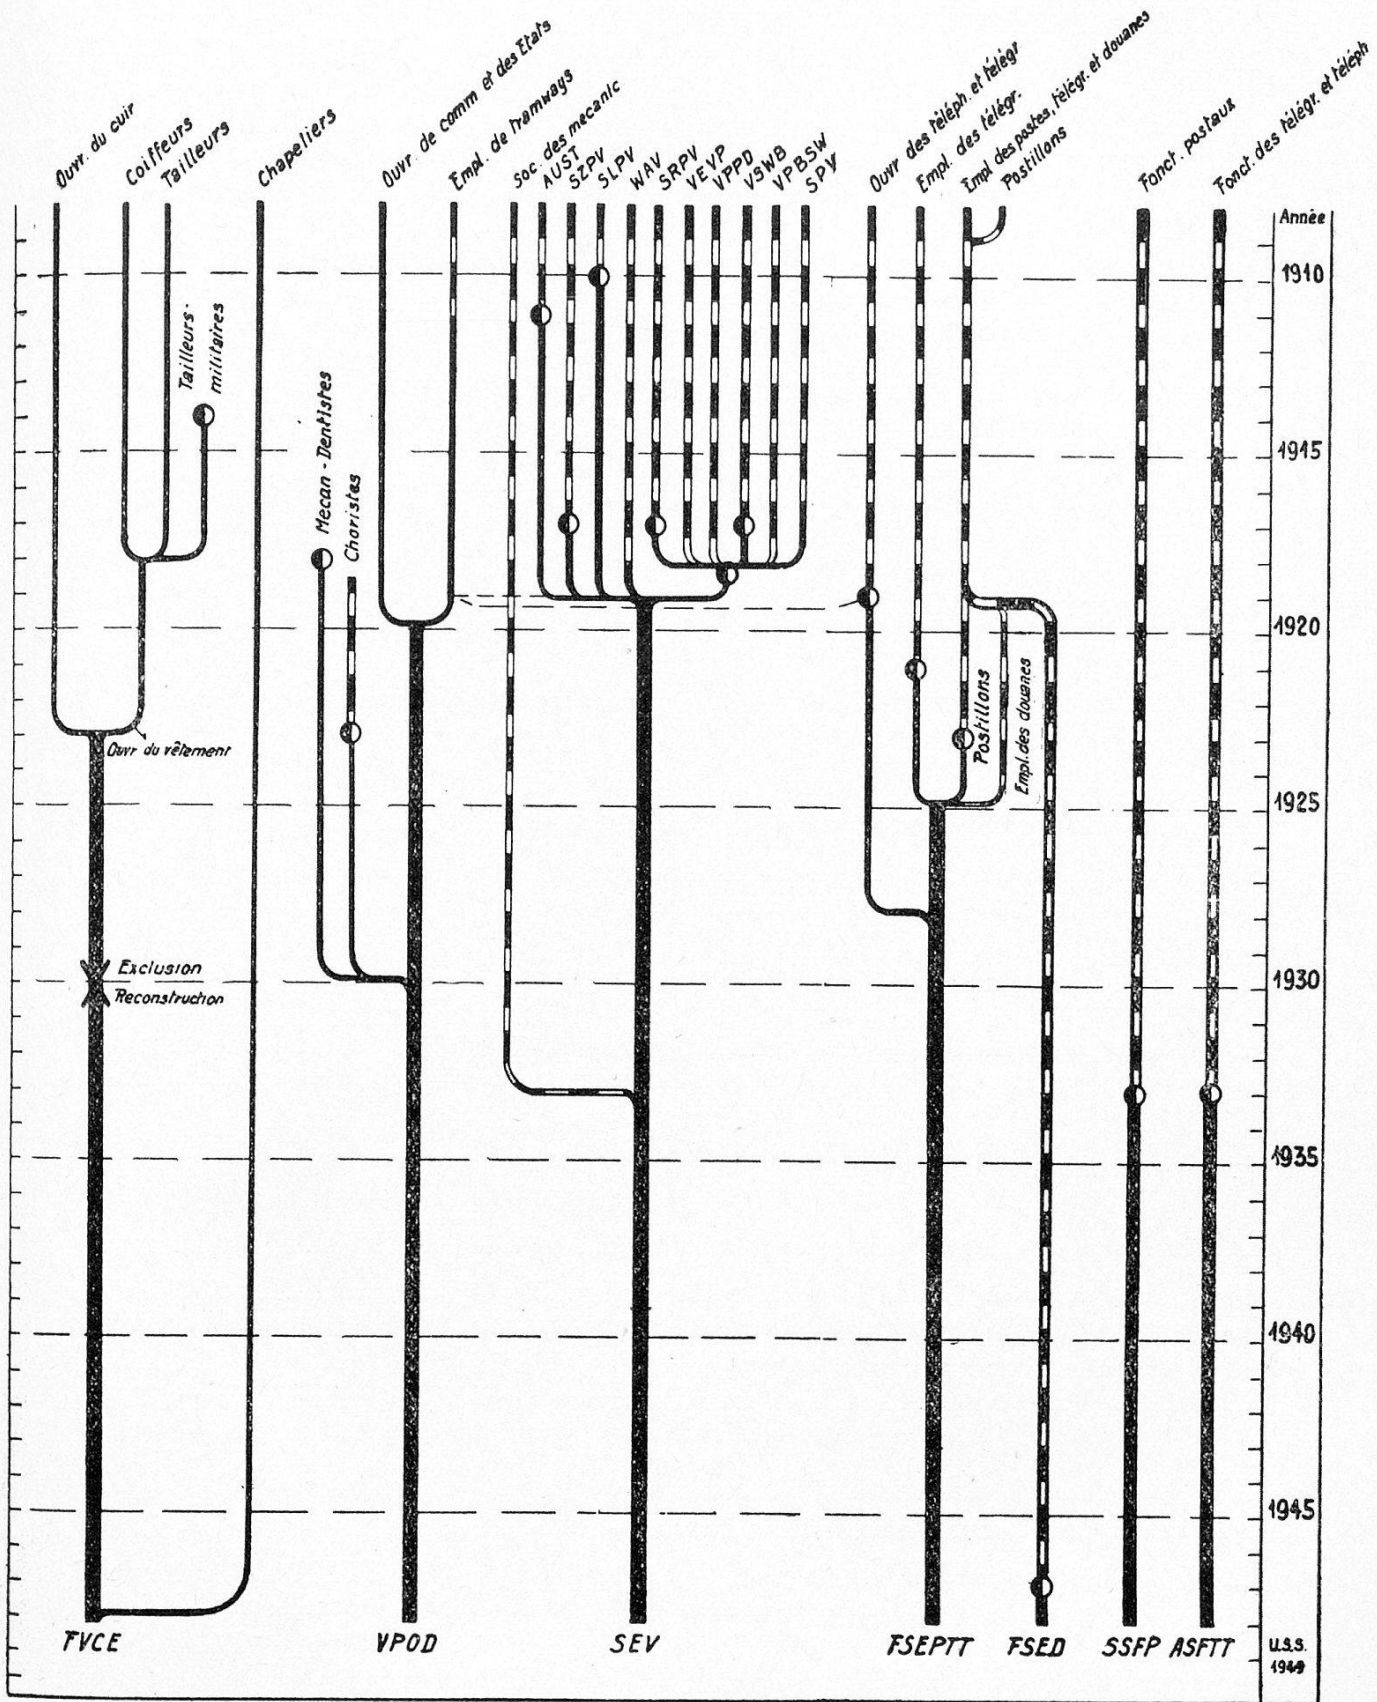 Ouvr. du cuir
Coiffeurs
Tailleurs
Chapeliers
Ouvr. de comm et des Etats
Empl. de Tramways
Soc. des mecanic
AUST
SZPV
SLPV
WAV
SRPV
VEVP
VPPD
VSWB
VPBSW
SPV
Ouvr des téléph. et télégr
Empl. des télégr.
Empl des postes, télégr. et douanes
Postillons
Fonct. postaux
Fonct. des télégr. et téléph
Année
1910
Tailleurs-
militaires
Mecan-Dentistes
Choristes
1915
1920
Postillons
Empl. des douanes
Ouvr du vêtement
1925
Exclusion
1930
Reconstruction
1935
1940
1945
FVCE
VPOD
SEV
FSEPTT
FSED
SSFP
ASFTT
U.S.S.
1949